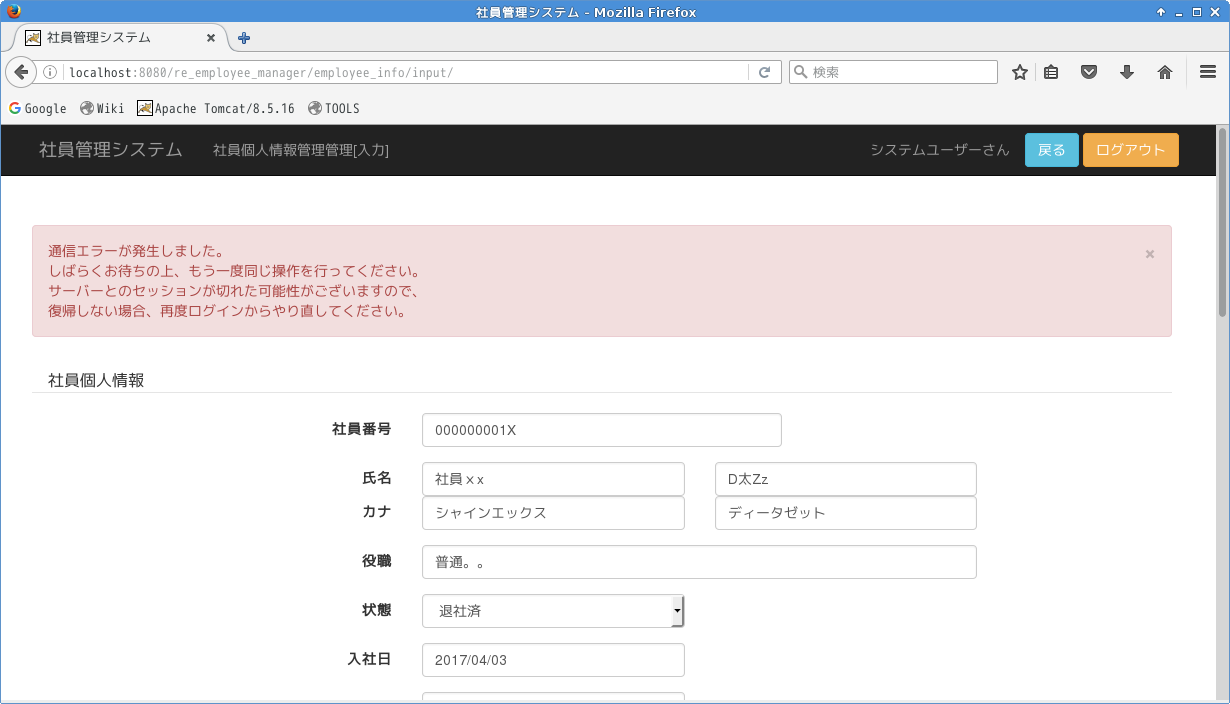 社員管理システム - Mozilla Firefox
社員管理システム
localhost:8080/re_employee_manager/employee_info/input/
検索
Google Wiki Apache Tomcat/8.5.16 TOOLS
社員管理システム 社員個人情報管理管理[入力] システムユーザーさん 戻る ログアウト
通信エラーが発生しました。
しばらくお待ちの上、もう一度同じ操作を行ってください。
サーバーとのセッションが切れた可能性がございますので、
復帰しない場合、再度ログインからやり直してください。
社員個人情報
社員番号 000000001X
氏名 社員ｘx D太Zz
カナ シャインエックス ディータゼット
役職 普通。。
状態 退社済
入社日 2017/04/03